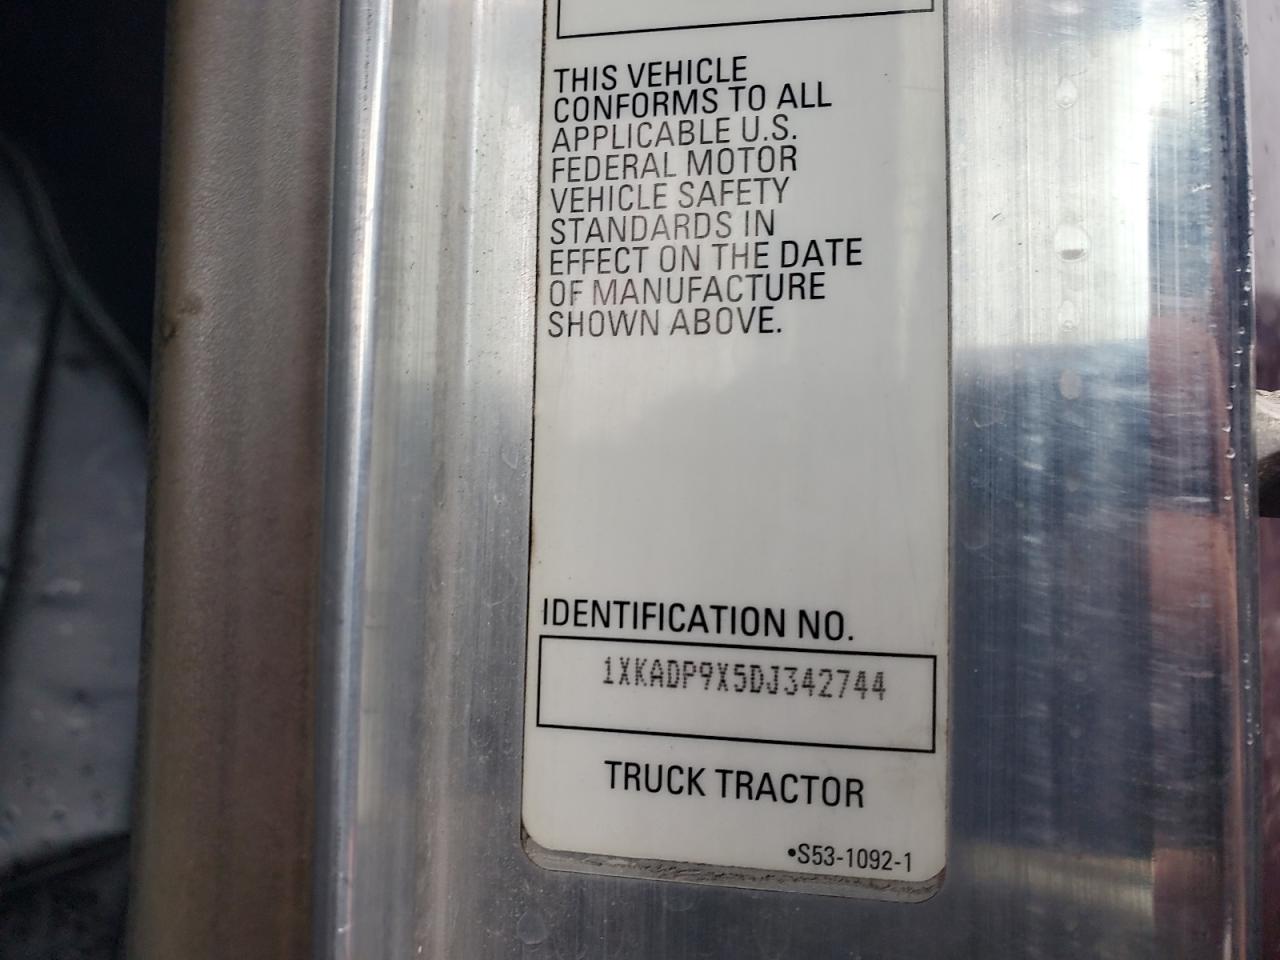 THIS VEHICLE
CONFORMS TO ALL
APPLICABLE U.S.
FEDERAL MOTOR
VEHICLE SAFETY
STANDARDS IN
EFFECT ON THE DATE
OF MANUFACTURE
SHOWN ABOVE.
IDENTIFICATION NO.
1XKADP9X5DJ342744
TRUCK TRACTOR
•S53-1092-1